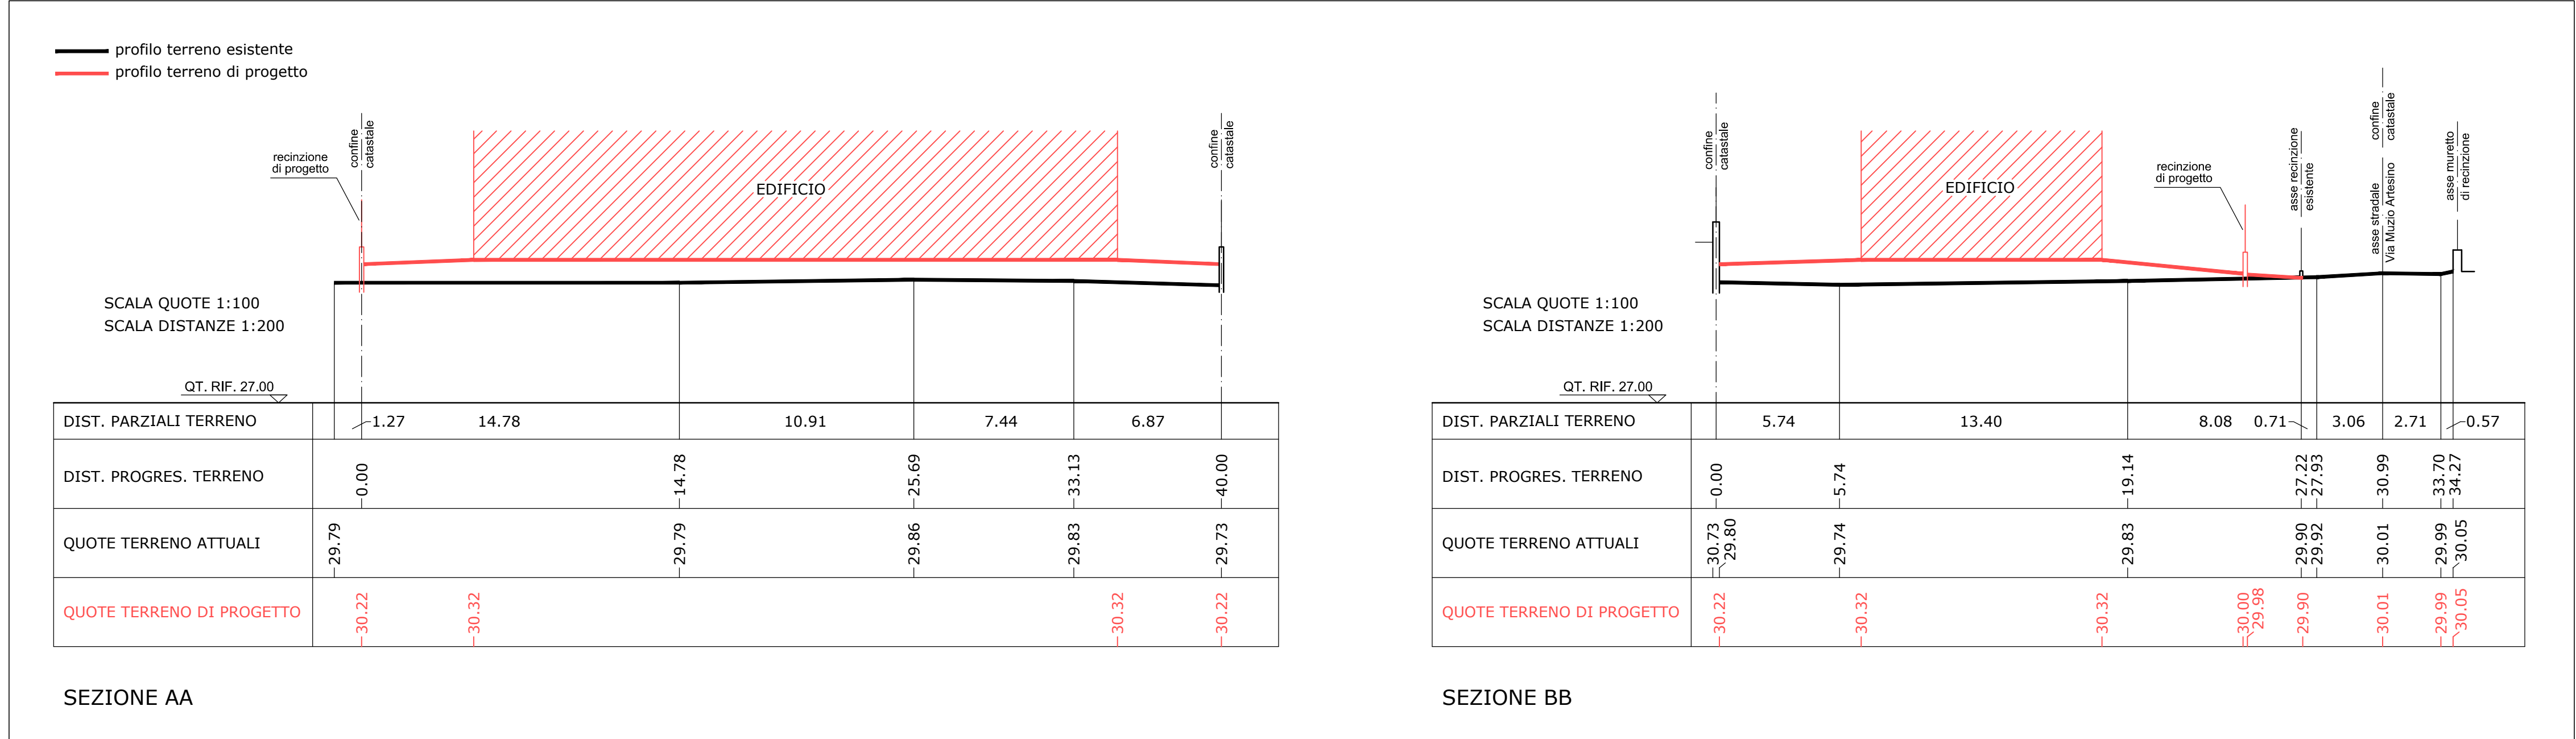 profilo terreno esistente
profilo terreno di progetto
recinzione
di progetto
confine
catastale
EDIFICIO
confine
catastale
SCALA QUOTE 1:100
SCALA DISTANZE 1:200
QT. RIF. 27.00
DIST. PARZIALI TERRENO 1.27 14.78 10.91 7.44 6.87
DIST. PROGRES. TERRENO 0.00 14.78 25.69 33.13 40.00
QUOTE TERRENO ATTUALI 29.79 29.79 29.86 29.83 29.73
QUOTE TERRENO DI PROGETTO 30.22 30.32 30.32 30.22
SEZIONE AA
confine
catastale
EDIFICIO
recinzione
di progetto
asse recinzione
esistente
confine
catastale
asse stradale
Via Muzio Artesino
asse muretto
di recinzione
SCALA QUOTE 1:100
SCALA DISTANZE 1:200
QT. RIF. 27.00
DIST. PARZIALI TERRENO 5.74 13.40 8.08 0.71 3.06 2.71 0.57
DIST. PROGRES. TERRENO 0.00 5.74 19.14 27.22 27.93 30.99 33.70 34.27
QUOTE TERRENO ATTUALI 30.73 29.80 29.74 29.83 29.90 29.92 30.01 29.99 30.05
QUOTE TERRENO DI PROGETTO 30.22 30.32 30.32 30.00 29.98 29.90 30.01 29.99 30.05
SEZIONE BB